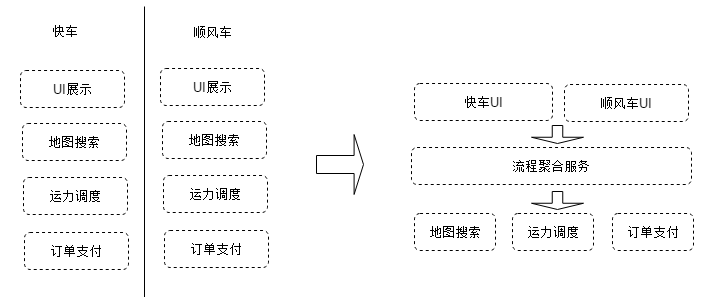 快车
顺风车
UI展示
UI展示
地图搜索
地图搜索
运力调度
运力调度
订单支付
订单支付
快车UI
顺风车UI
流程聚合服务
地图搜索
运力调度
订单支付